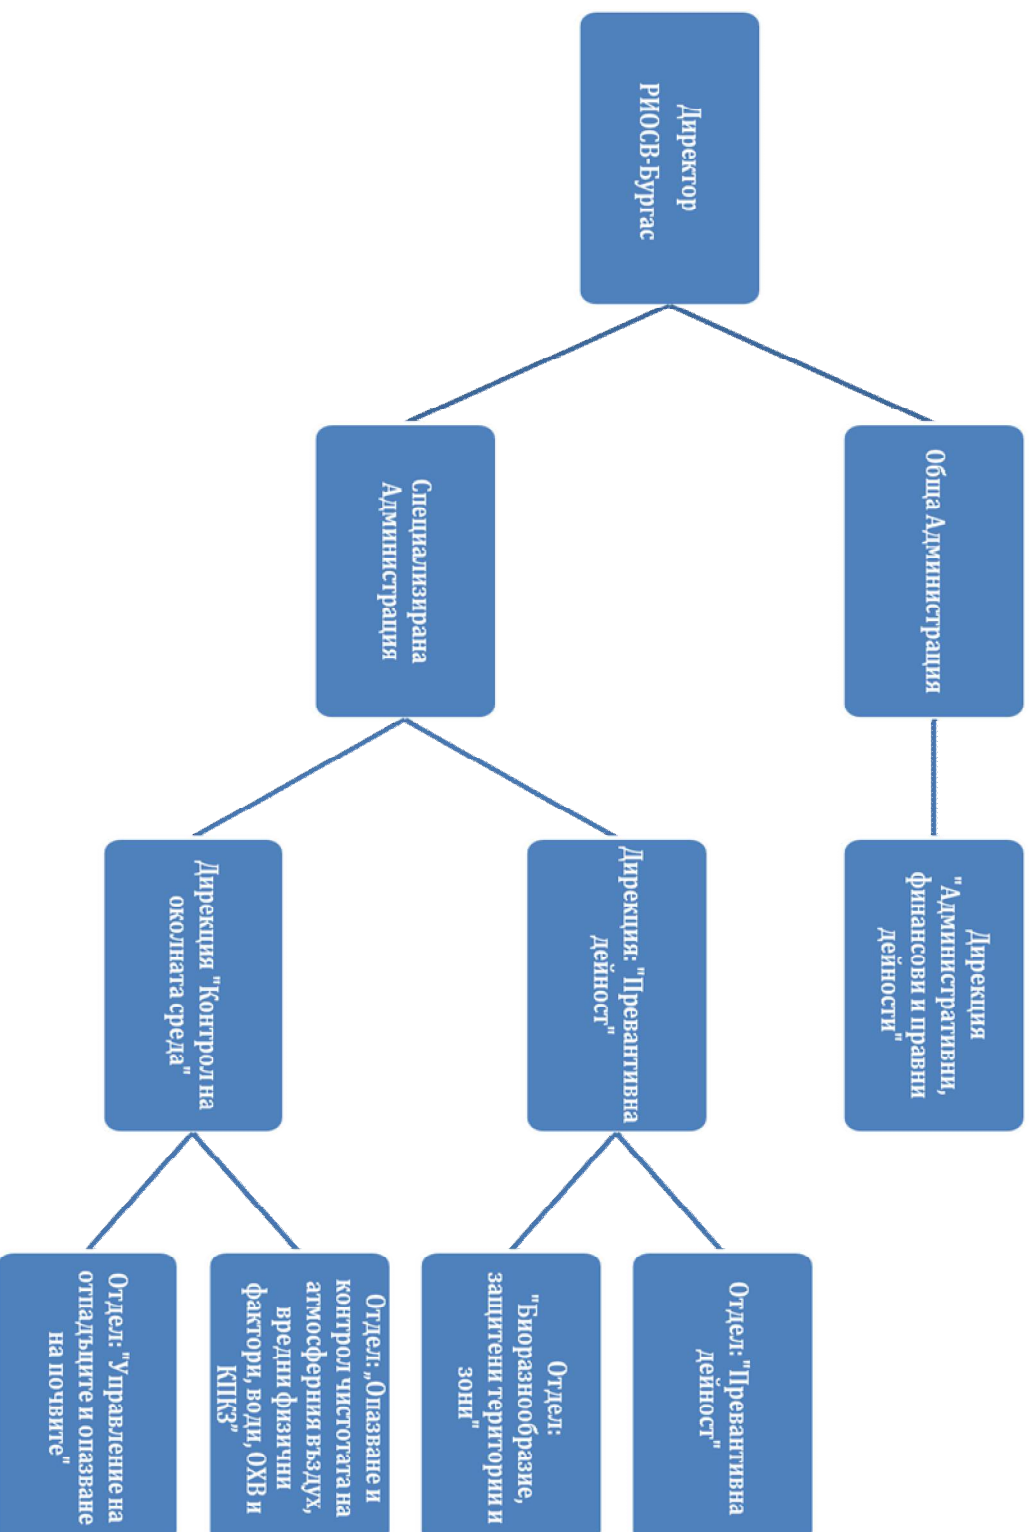 Директор
РИОСВ-Бургас
Обща Администрация
Специализирана
Администрация
Дирекция
"Административни,
финансови и правни
дейности"
Дирекция: "Превантивна
дейност"
Дирекция "Контрол на
околната среда"
Отдел: "Превантивна
дейност"
Отдел:
"Биоразнообразие,
защитени територии и
зони"
Отдел: „Опазване и
контрол чистотата на
атмосферния въздух,
вредни физични
фактори, води, ОХВ и
КПКЗ”
Отдел: "Управление на
отпадъците и опазване
на почвите"